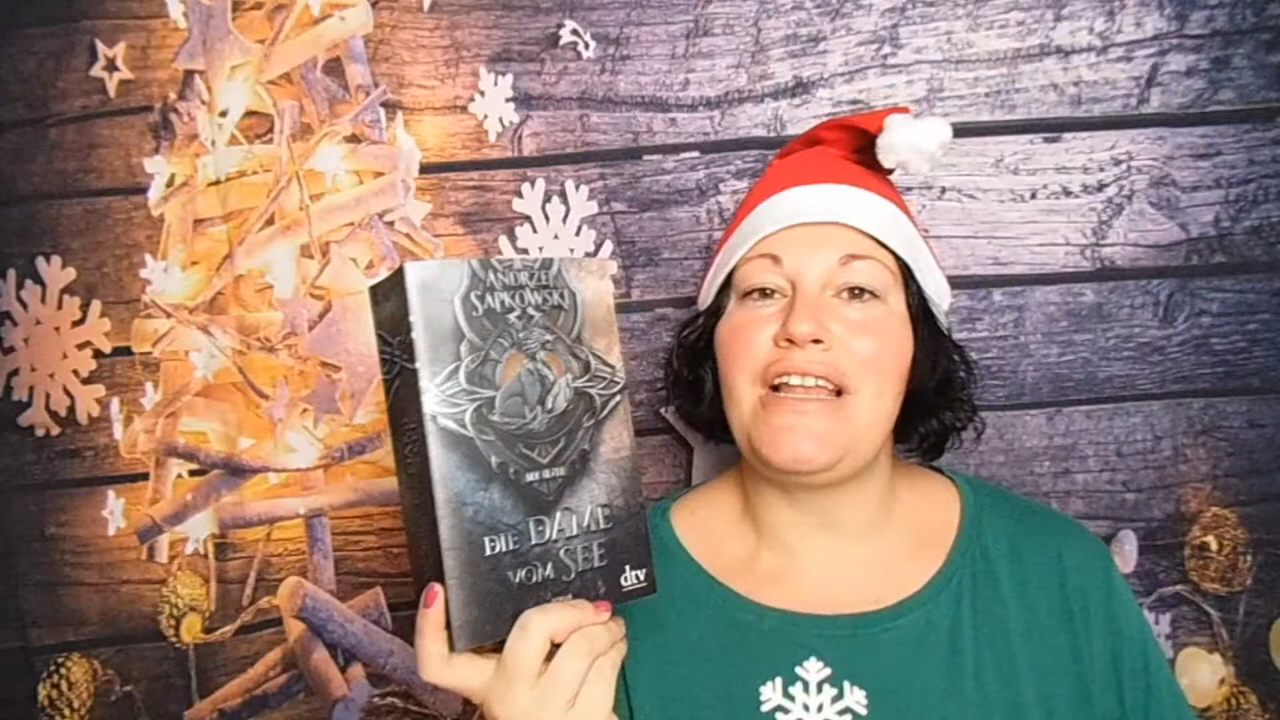 ANDRZEJ
SAPKOWSKI
DIE DAME
VOM SEE
dtv